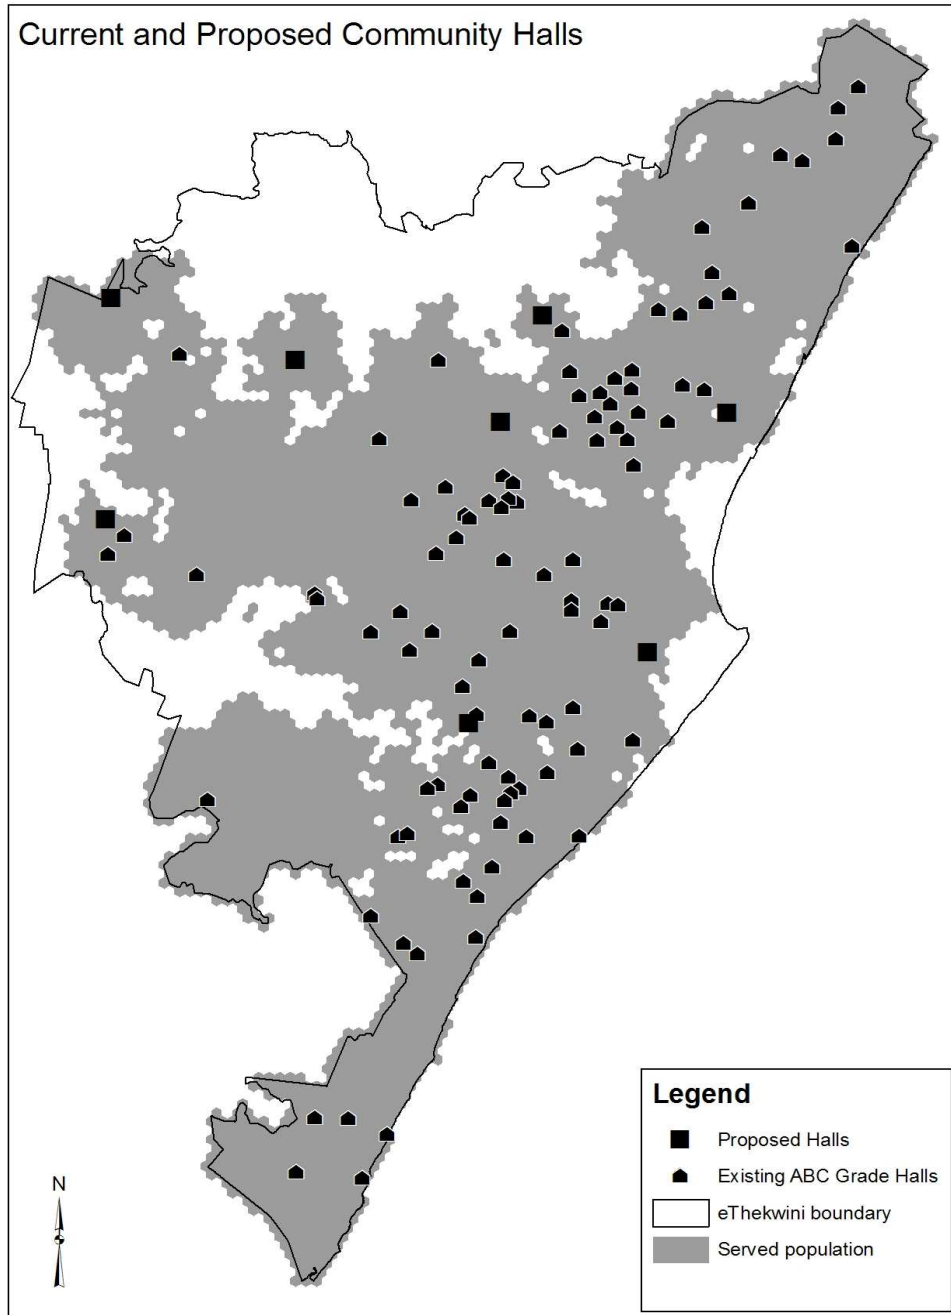 Current and Proposed Community Halls
N
Legend
Proposed Halls
Existing ABC Grade Halls
eThekwini boundary
Served population